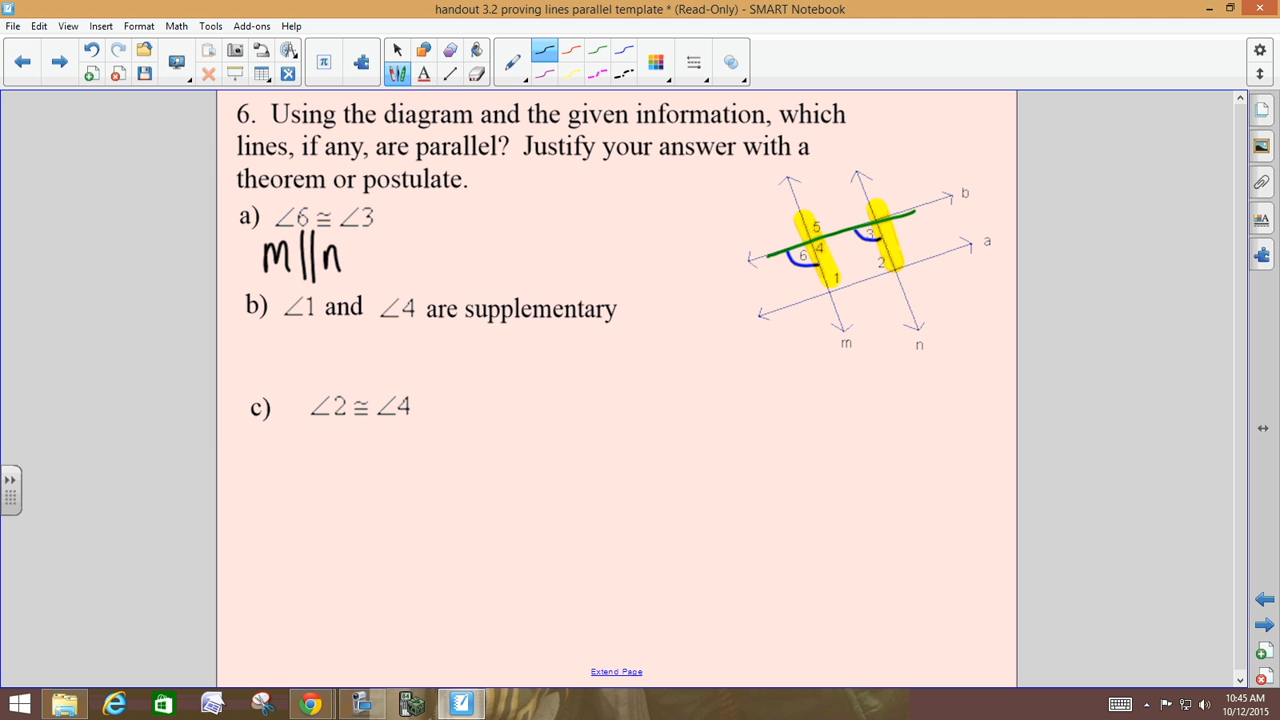 handout 3.2 proving lines parallel template * (Read-Only) - SMART Notebook
File Edit View Insert Format Math Tools Add-ons Help
6. Using the diagram and the given information, which
lines, if any, are parallel? Justify your answer with a
theorem or postulate.
a) ∠6 ≅ ∠3
m||n
b) ∠1 and ∠4 are supplementary
c) ∠2 ≅ ∠4
b
a
5
4
3
6
2
1
m
n
Extend Page
10:45 AM
10/12/2015